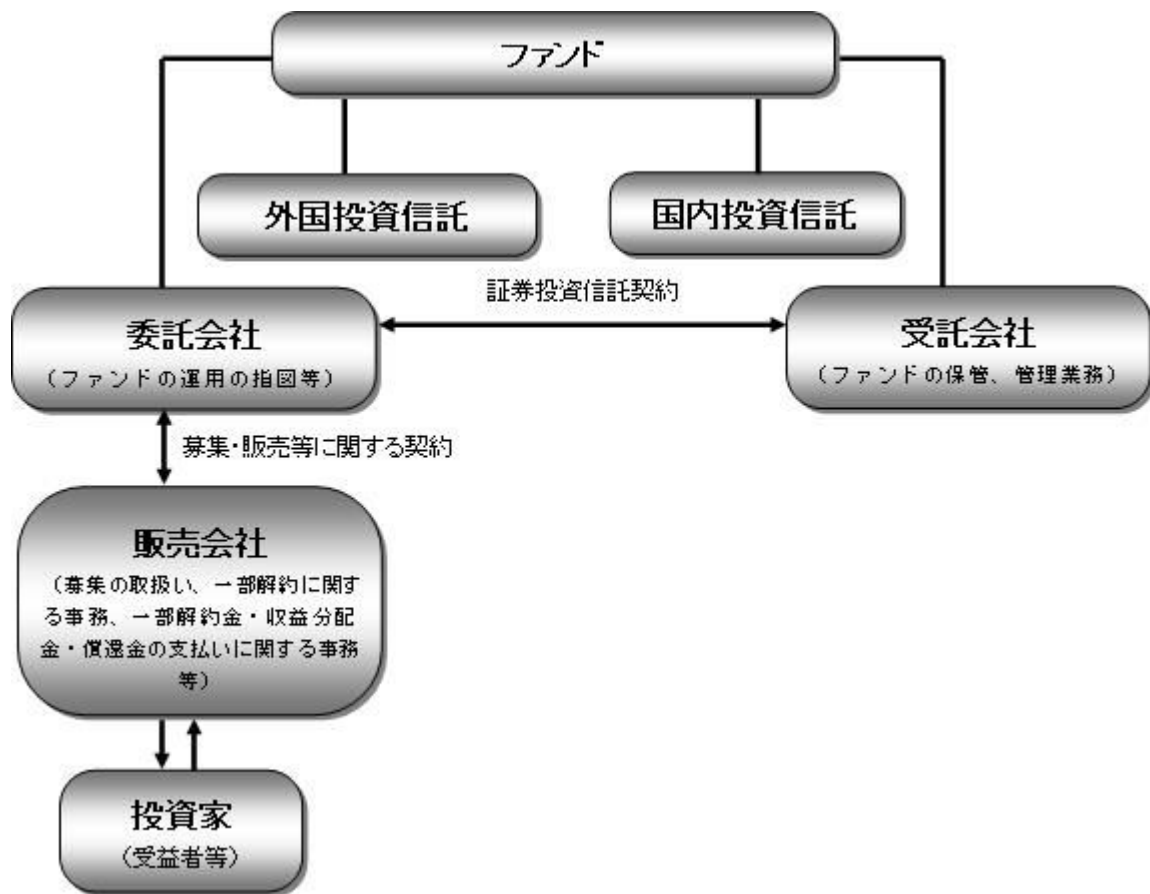 ファンド
外国投資信託
国内投資信託
証券投資信託契約
委託会社
（ファンドの運用の指図等）
受託会社
（ファンドの保管、管理業務）
募集・販売等に関する契約
販売会社
（募集の取扱い、一部解約に関す
る事務、一部解約金・収益分配
金・償還金の支払いに関する事務
等）
投資家
（受益者等）